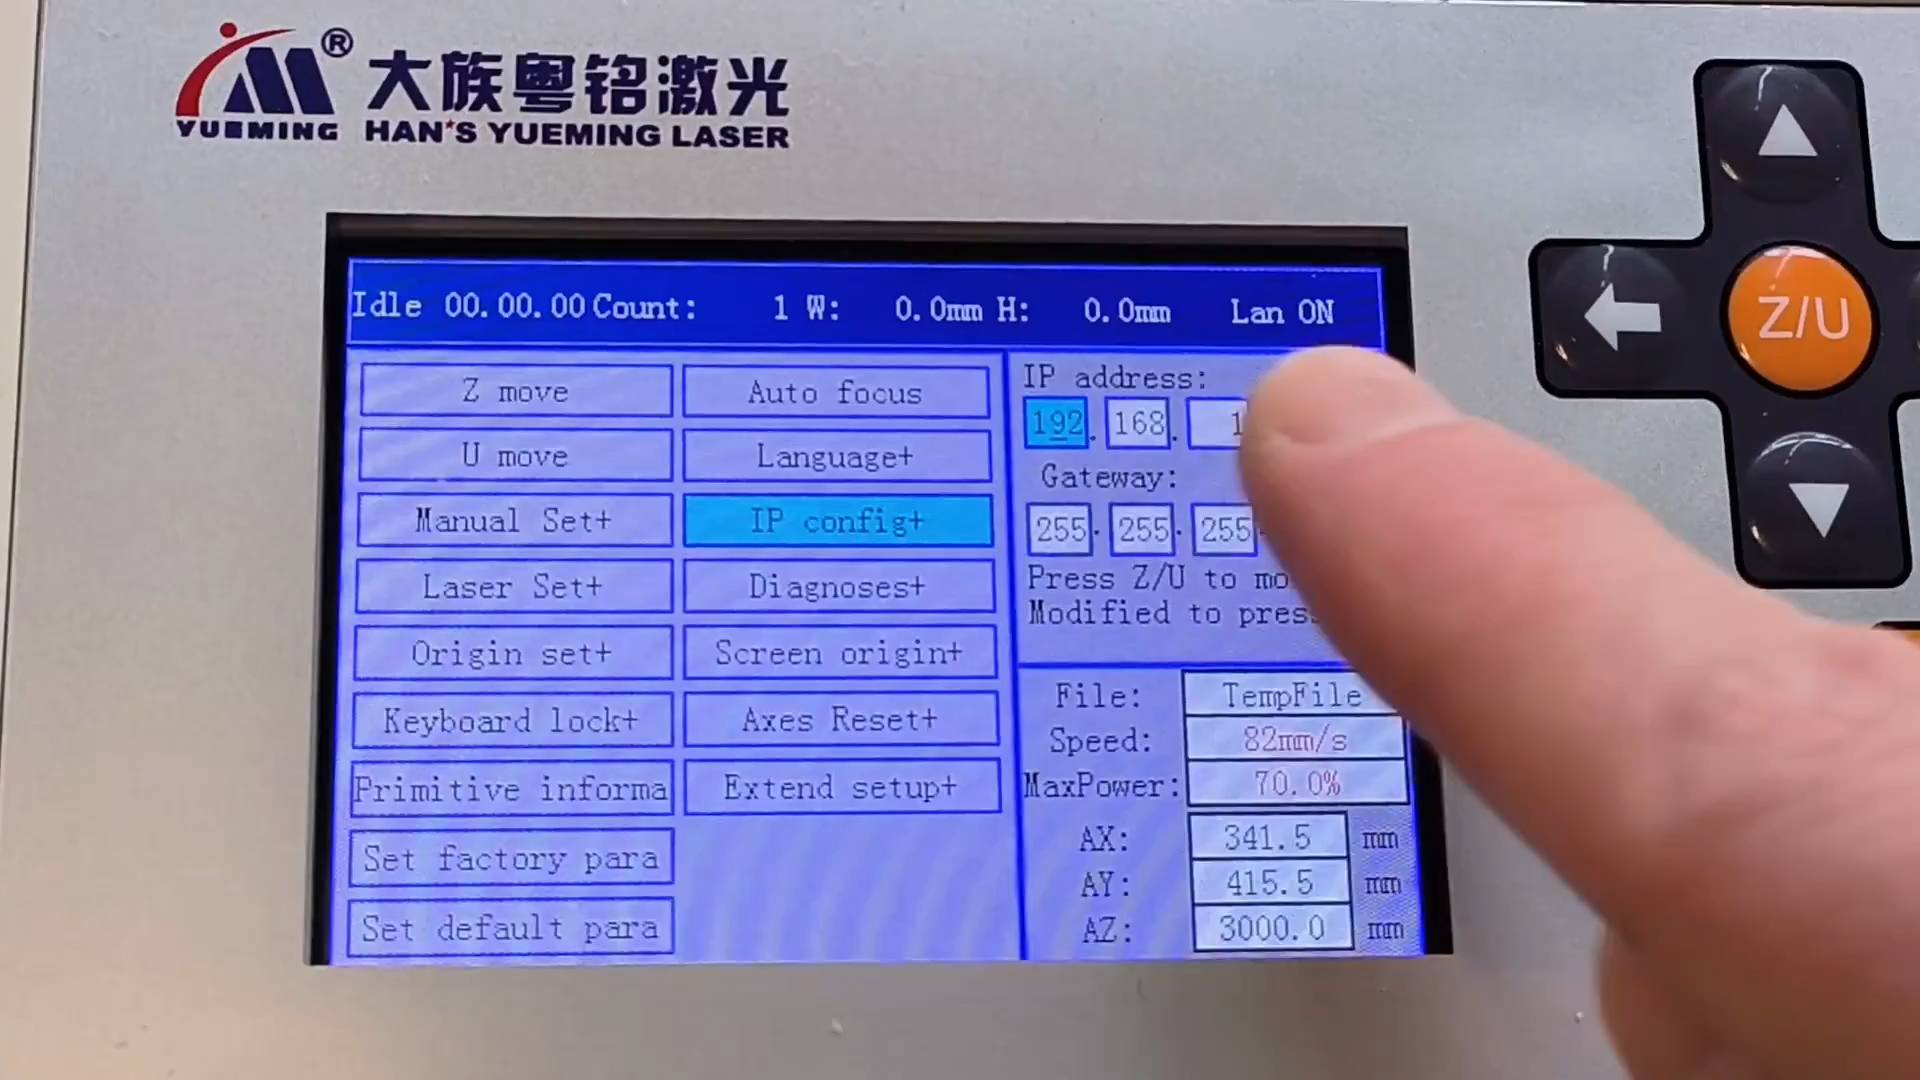 YM®
YUEMING
大族粤铭激光
HAN'S YUEMING LASER
Idle 00.00.00 Count: 1 W: 0.0mm H: 0.0mm Lan ON
Z move
Auto focus
U move
Language+
Manual Set+
IP config+
Laser Set+
Diagnoses+
Origin set+
Screen origin+
Keyboard lock+
Axes Reset+
Primitive informa
Extend setup+
Set factory para
Set default para
IP address:
192. 168. 1
Gateway:
255. 255. 255.
Press Z/U to mo
Modified to press
File: TempFile
Speed: 82mm/s
MaxPower: 70.0%
AX: 341.5 mm
AY: 415.5 mm
AZ: 3000.0 mm
Z/U